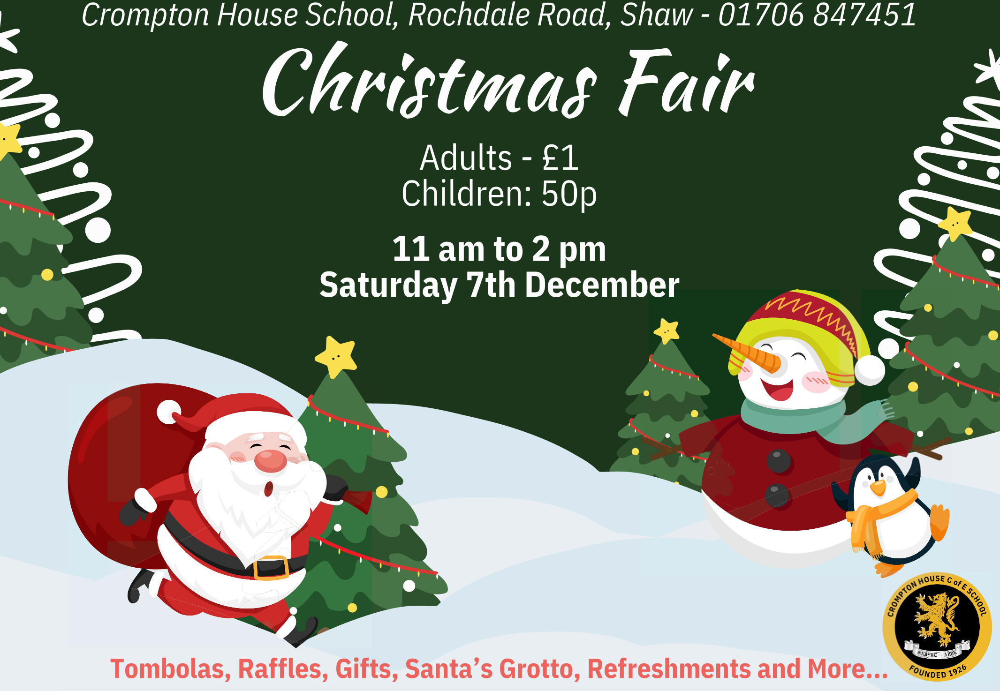 Crompton House School, Rochdale Road, Shaw - 01706 847451
Christmas Fair
Adults - £1
Children: 50p
11 am to 2 pm
Saturday 7th December
CROMPTON HOUSE C of E SCHOOL
SAPERE - AUDE
FOUNDED 1926
Tombolas, Raffles, Gifts, Santa’s Grotto, Refreshments and More...